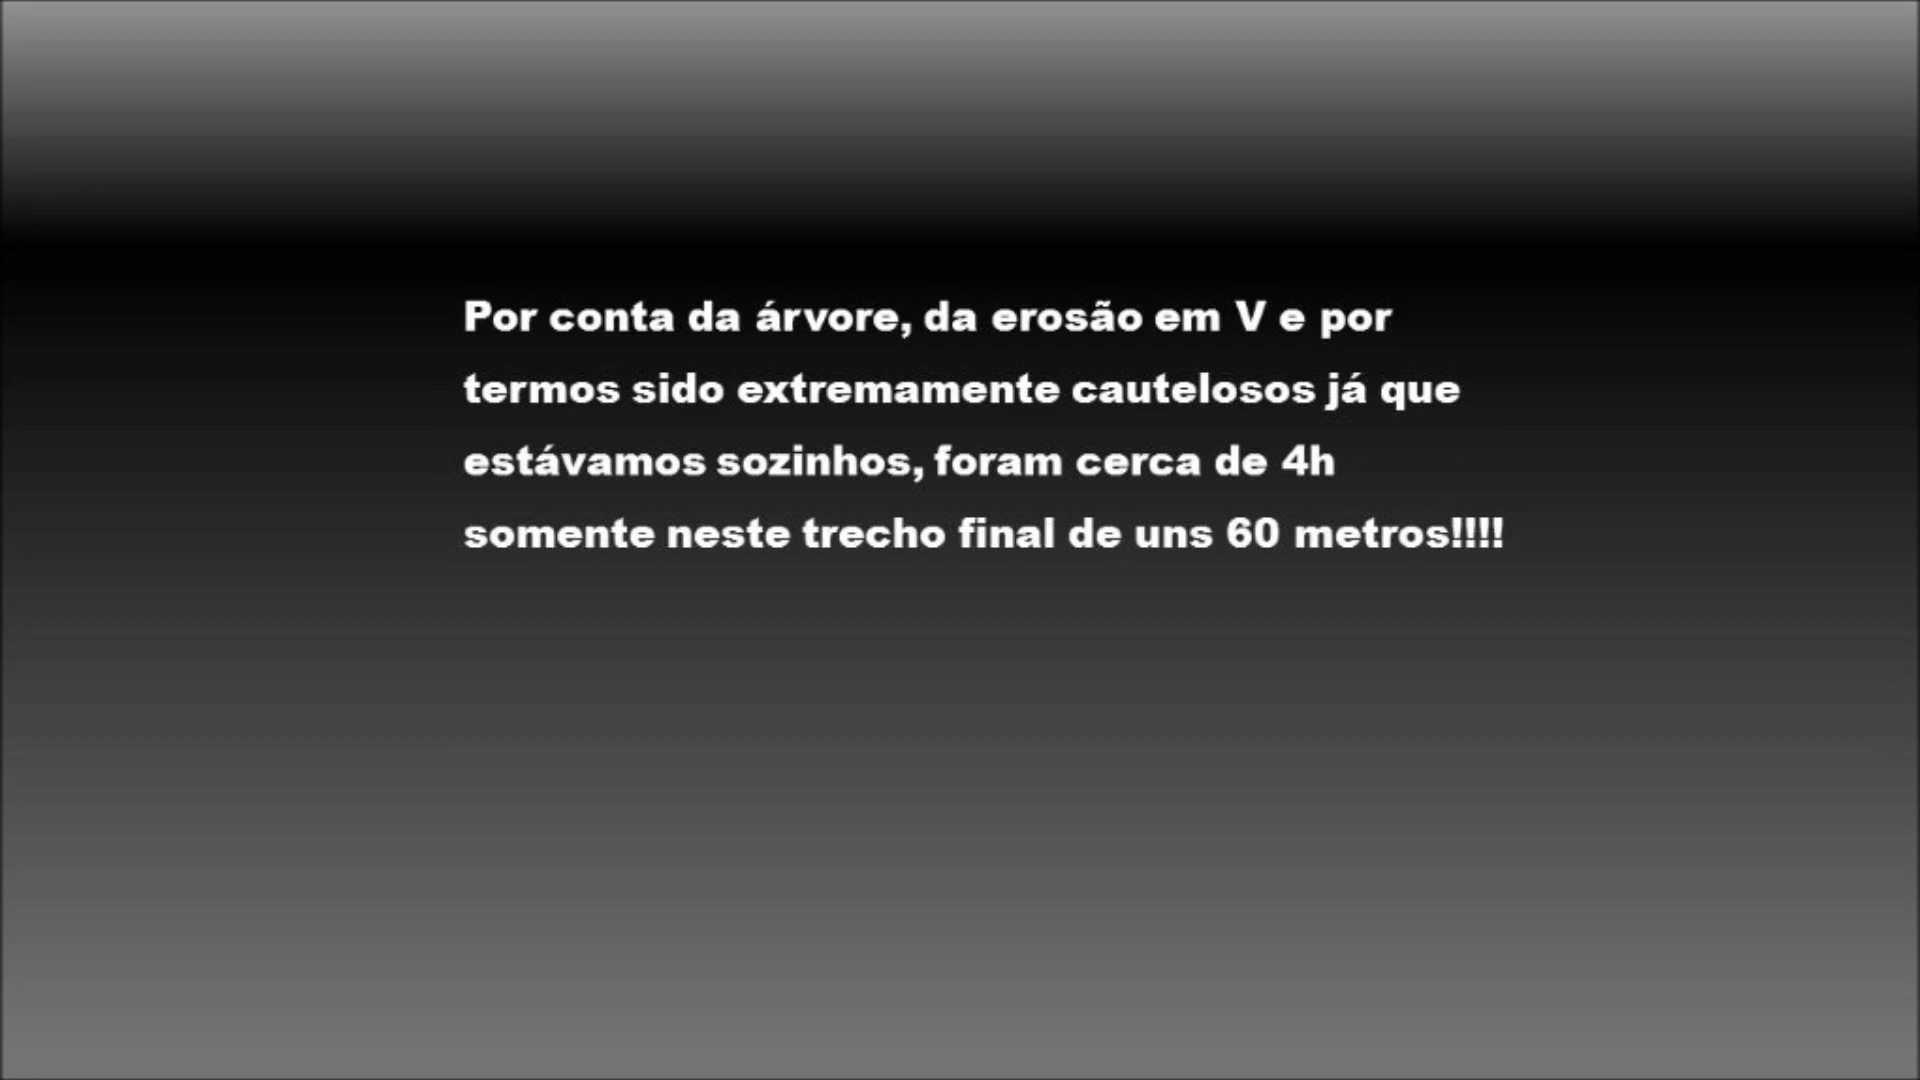 Por conta da árvore, da erosão em V e por
termos sido extremamente cautelosos já que
estávamos sozinhos, foram cerca de 4h
somente neste trecho final de uns 60 metros!!!!